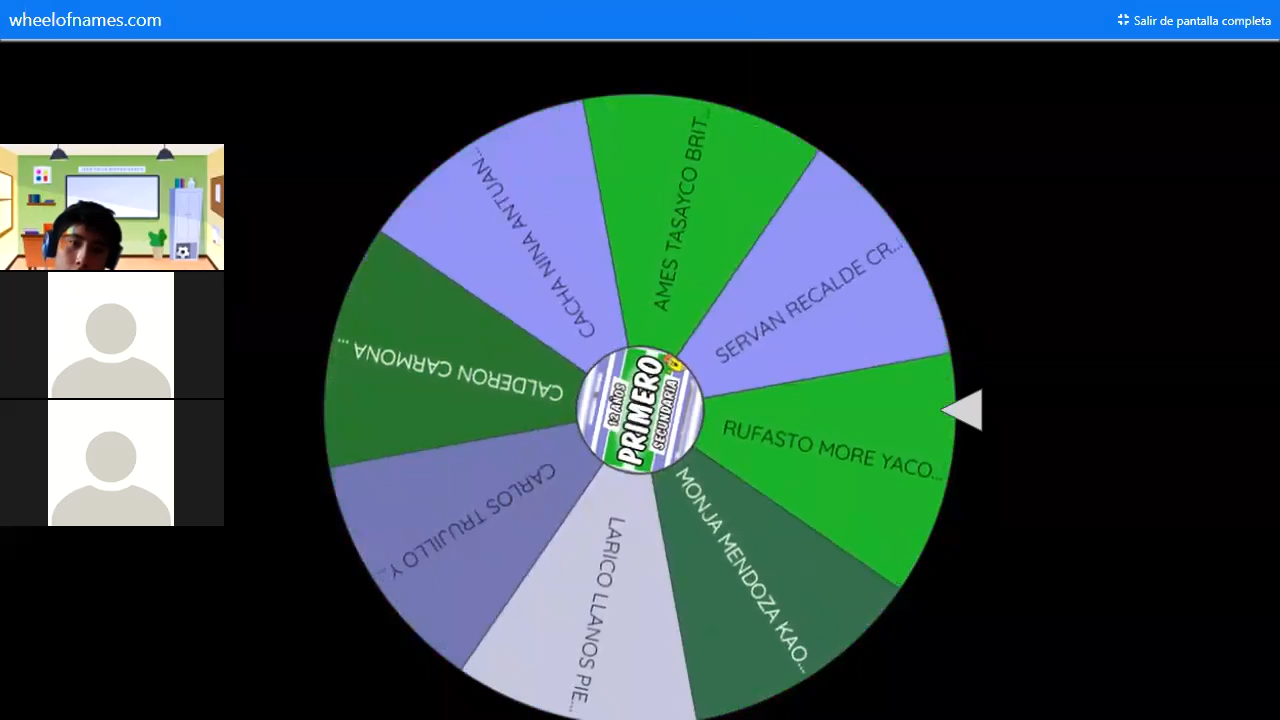 wheelofnames.com
Salir de pantalla completa
AMES TASAYCO BRIT...
SERVAN RECALDE CR...
RUFASTO MORE YACO...
MONJA MENDOZA KAO...
LARICO LLANOS PIE...
CARLOS TRUJILLO Y...
CALDERON CARMONA ...
CACHA NINA ANTUAN...
12 AÑOS
PRIMERO
SECUNDARIA